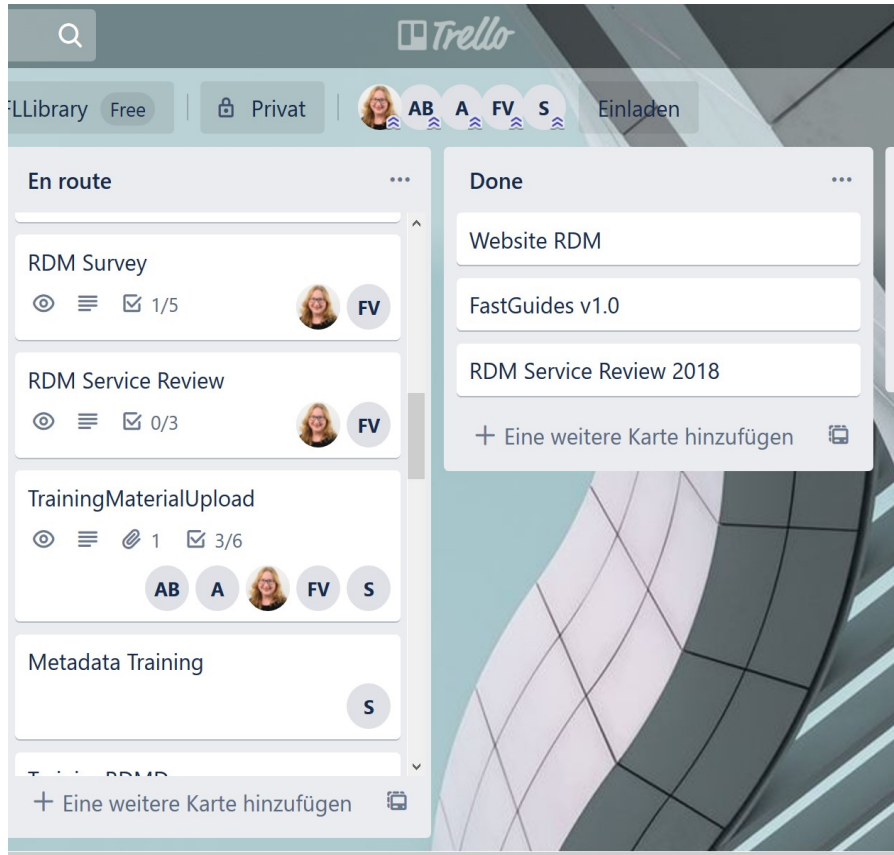 Trello
LLibrary Free Privat AB A FV S Einladen
En route
RDM Survey
1/5 FV
RDM Service Review
0/3 FV
TrainingMaterialUpload
1 3/6
AB A FV S
Metadata Training
S
+ Eine weitere Karte hinzufügen
Done
Website RDM
FastGuides v1.0
RDM Service Review 2018
+ Eine weitere Karte hinzufügen